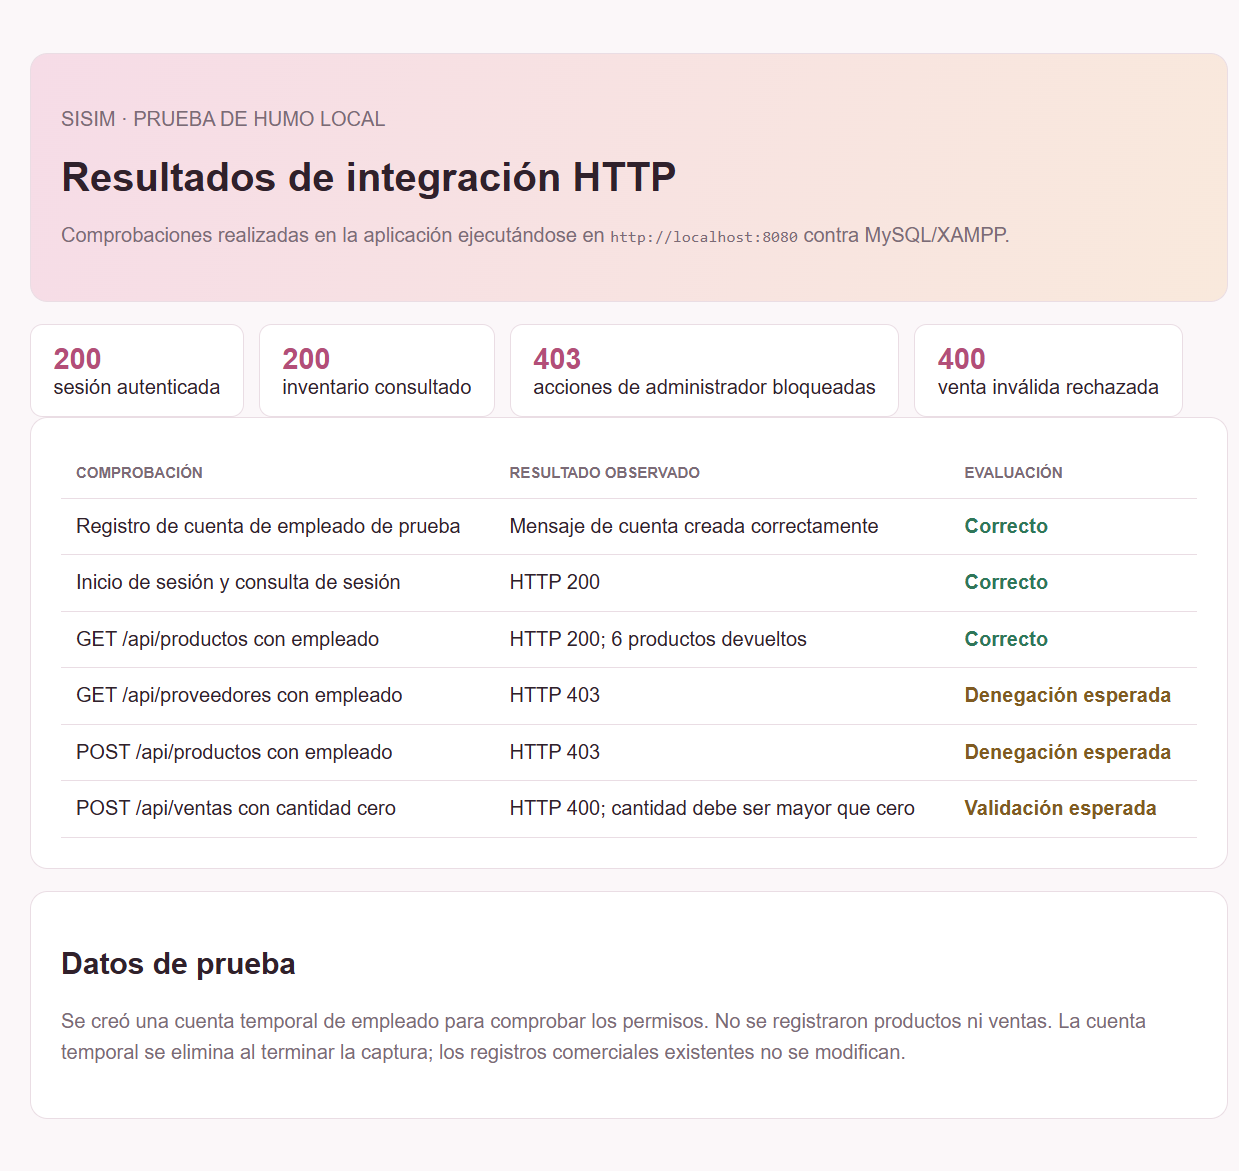 SISIM · PRUEBA DE HUMO LOCAL
Resultados de integración HTTP
Comprobaciones realizadas en la aplicación ejecutándose en http://localhost:8080 contra MySQL/XAMPP.
200
sesión autenticada
200
inventario consultado
403
acciones de administrador bloqueadas
400
venta inválida rechazada
COMPROBACIÓN RESULTADO OBSERVADO EVALUACIÓN
Registro de cuenta de empleado de prueba Mensaje de cuenta creada correctamente Correcto
Inicio de sesión y consulta de sesión HTTP 200 Correcto
GET /api/productos con empleado HTTP 200; 6 productos devueltos Correcto
GET /api/proveedores con empleado HTTP 403 Denegación esperada
POST /api/productos con empleado HTTP 403 Denegación esperada
POST /api/ventas con cantidad cero HTTP 400; cantidad debe ser mayor que cero Validación esperada
Datos de prueba
Se creó una cuenta temporal de empleado para comprobar los permisos. No se registraron productos ni ventas. La cuenta
temporal se elimina al terminar la captura; los registros comerciales existentes no se modifican.